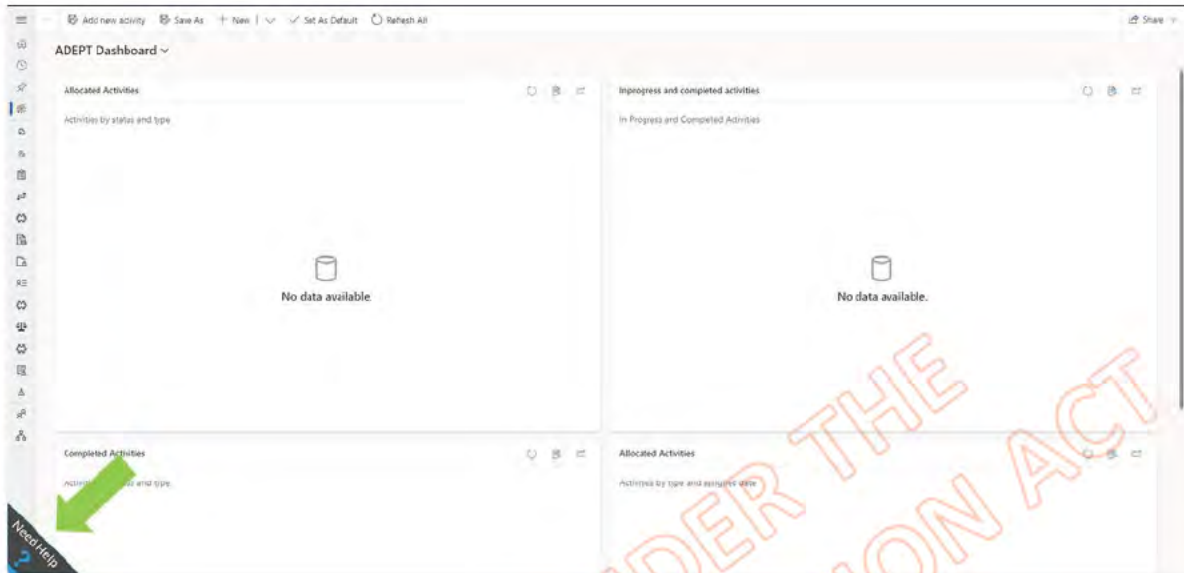 Add new activity Save As + New Set As Default Refresh All Share
ADEPT Dashboard
Allocated Activities
Activities by status and type
No data available.
Inprogress and completed activities
In Progress and Completed Activities
No data available.
Completed Activities
and type
Allocated Activities
Activities by type and assigned date
Need Help
?
DER THE
ION ACT